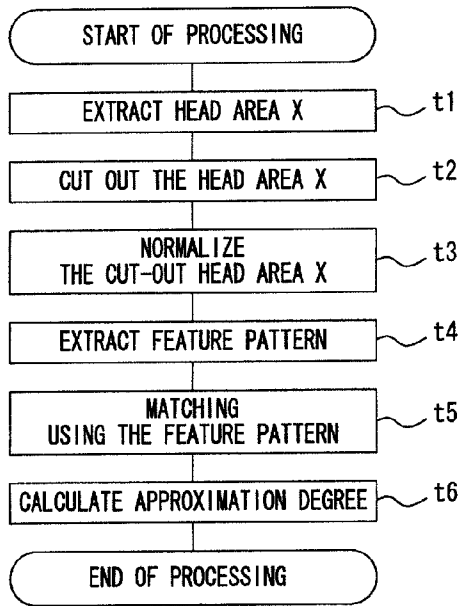 START OF PROCESSING
EXTRACT HEAD AREA X
t1
CUT OUT THE HEAD AREA X
t2
NORMALIZE
THE CUT-OUT HEAD AREA X
t3
EXTRACT FEATURE PATTERN
t4
MATCHING
USING THE FEATURE PATTERN
t5
CALCULATE APPROXIMATION DEGREE
t6
END OF PROCESSING